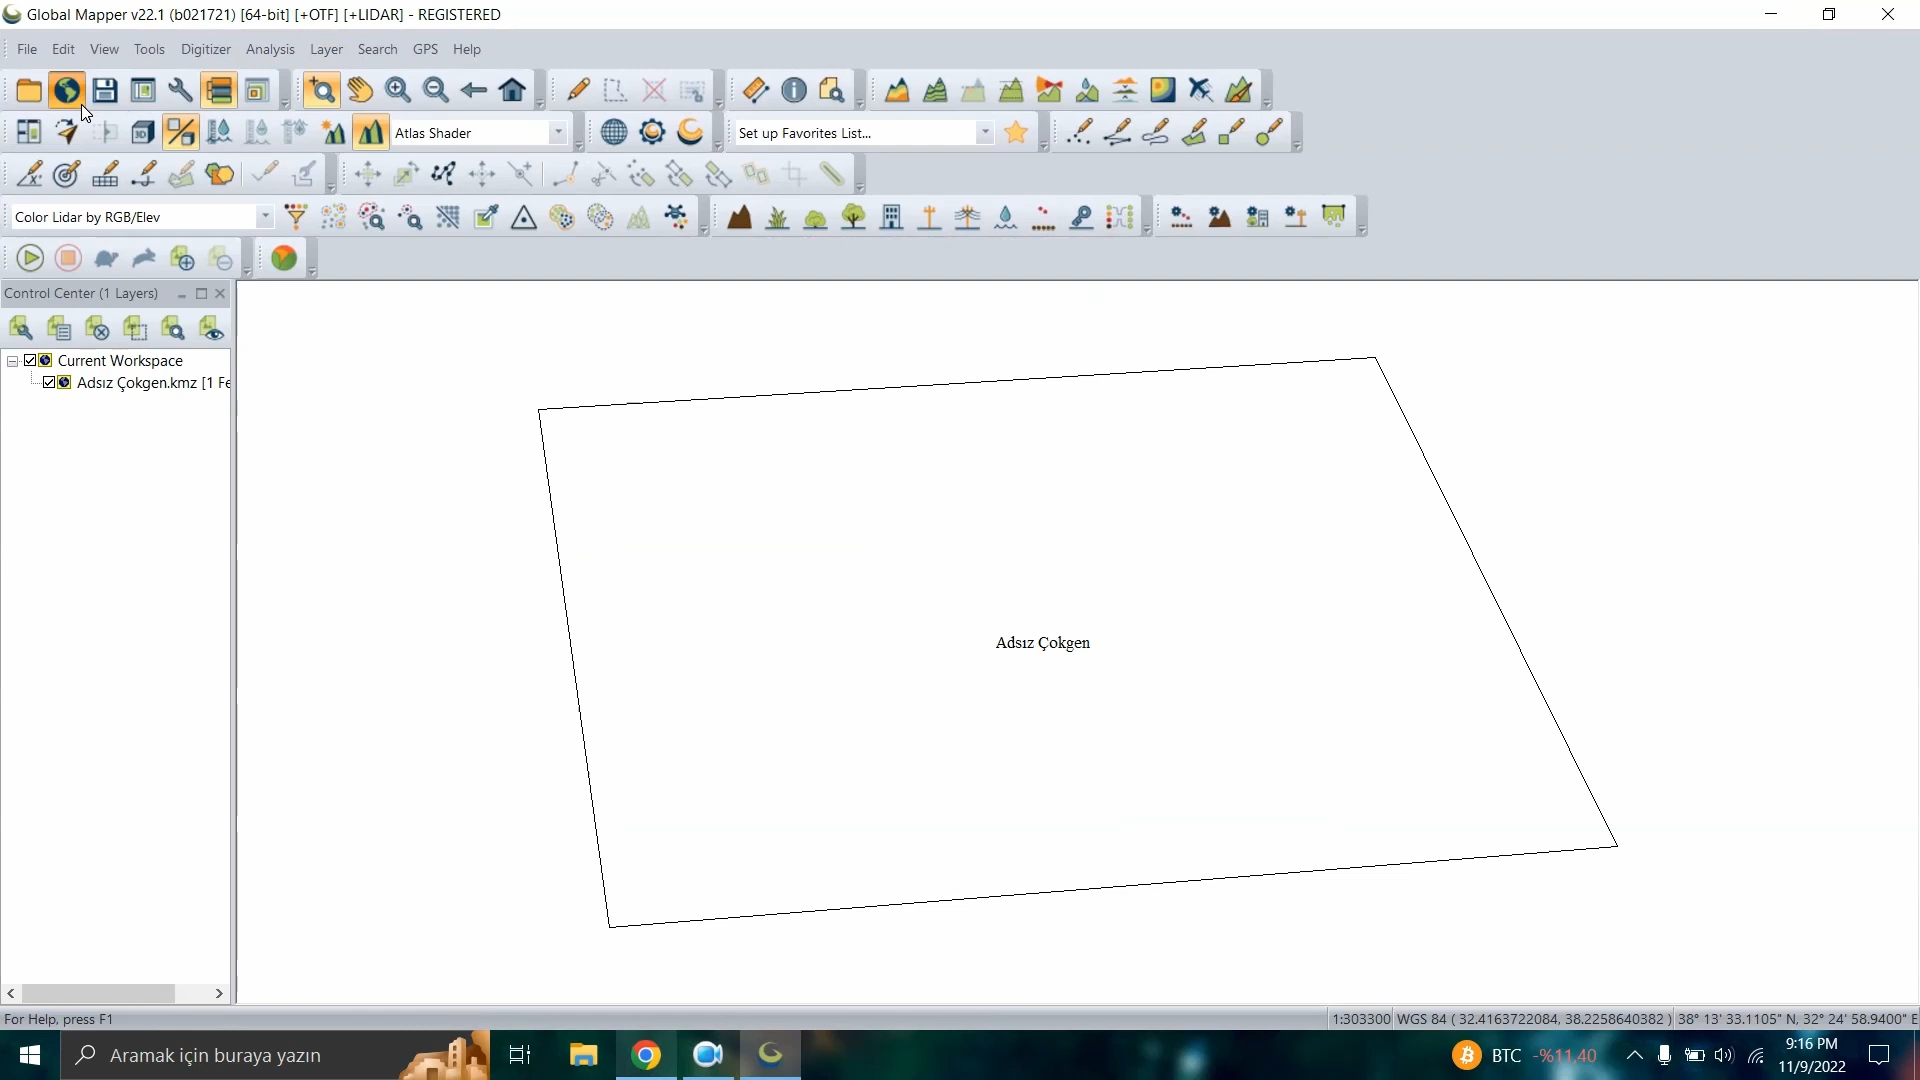 Global Mapper v22.1 (b021721) [64-bit] [+OTF] [+LIDAR] - REGISTERED
File Edit View Tools Digitizer Analysis Layer Search GPS Help
Atlas Shader
Set up Favorites List...
Color Lidar by RGB/Elev
Control Center (1 Layers)
Current Workspace
Adsız Çokgen.kmz [1 Fe
Adsız Çokgen
For Help, press F1
1:303300 WGS 84 ( 32.4163722084, 38.2258640382 ) 38° 13' 33.1105" N, 32° 24' 58.9400" E
Aramak için buraya yazın
BTC -%11,40
9:16 PM
11/9/2022